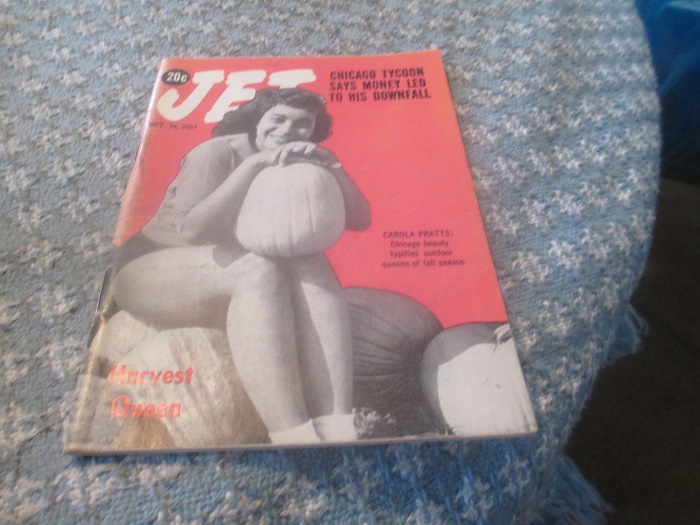 20c
JET
CHICAGO TYCOON
SAYS MONEY LED
TO HIS DOWNFALL
CAROLA PRATTS:
Chicago beauty
typifies outdoor
queens of fall season
Harvest
Queen